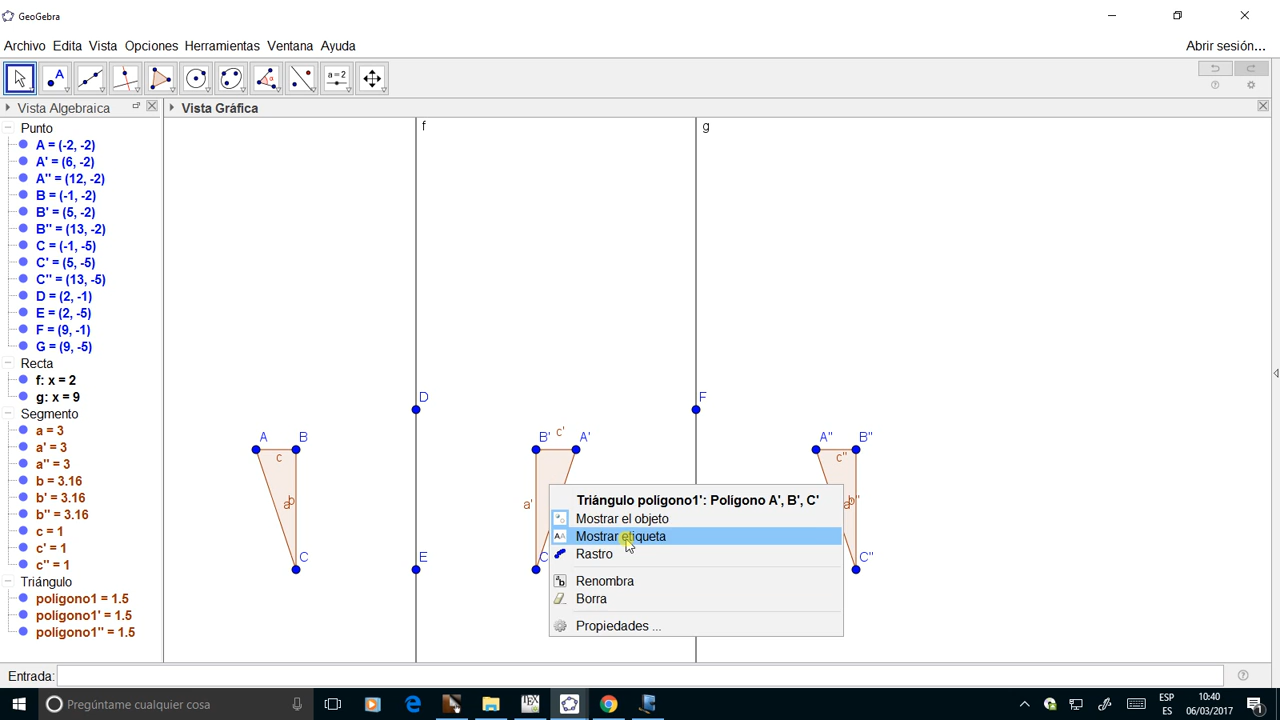 GeoGebra
Archivo Edita Vista Opciones Herramientas Ventana Ayuda
Abrir sesión...
A
a=2
Vista Algebraica
Vista Gráfica
Punto
A = (-2, -2)
A' = (6, -2)
A" = (12, -2)
B = (-1, -2)
B' = (5, -2)
B" = (13, -2)
C = (-1, -5)
C' = (5, -5)
C" = (13, -5)
D = (2, -1)
E = (2, -5)
F = (9, -1)
G = (9, -5)
Recta
f: x = 2
g: x = 9
Segmento
a = 3
a' = 3
a" = 3
b = 3.16
b' = 3.16
b" = 3.16
c = 1
c' = 1
c" = 1
Triángulo
polígono1 = 1.5
polígono1' = 1.5
polígono1" = 1.5
f
g
D
F
A
B
c
a
b
C
E
B'
c'
A'
a'
C
A"
B"
c"
a
b"
C"
Triángulo polígono1': Polígono A', B', C'
Mostrar el objeto
AA Mostrar etiqueta
Rastro
Renombra
Borra
Propiedades ...
Entrada:
Pregúntame cualquier cosa
ESP
ES
10:40
06/03/2017
1